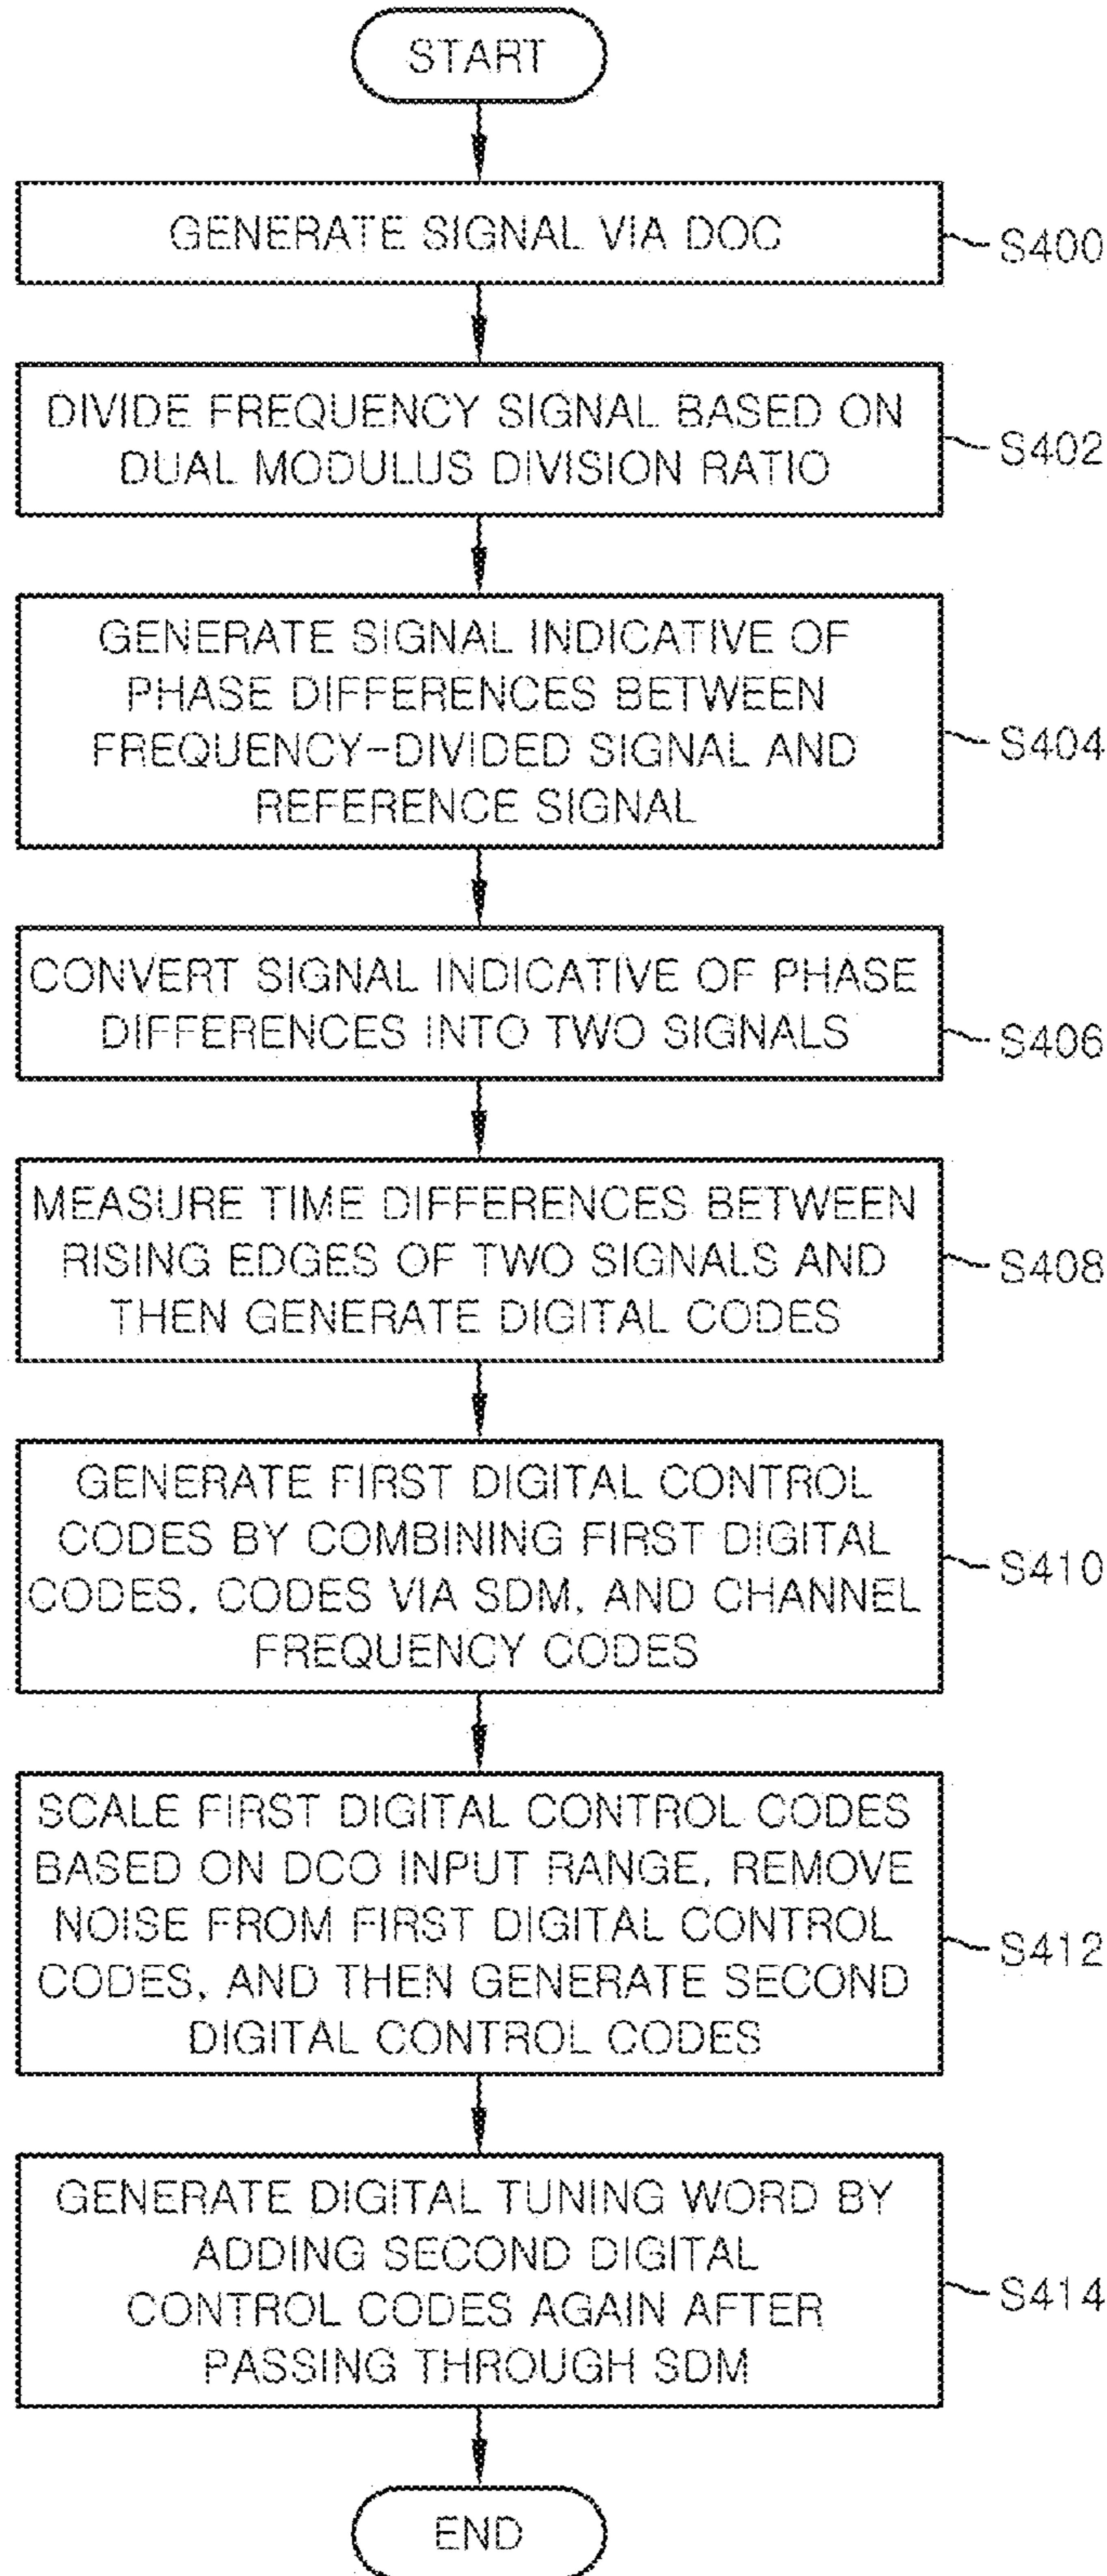 START
GENERATE SIGNAL VIA DOC
S400
DIVIDE FREQUENCY SIGNAL BASED ON
DUAL MODULUS DIVISION RATIO
S402
GENERATE SIGNAL INDICATIVE OF
PHASE DIFFERENCES BETWEEN
FREQUENCY-DIVIDED SIGNAL AND
REFERENCE SIGNAL
S404
CONVERT SIGNAL INDICATIVE OF PHASE
DIFFERENCES INTO TWO SIGNALS
S406
MEASURE TIME DIFFERENCES BETWEEN
RISING EDGES OF TWO SIGNALS AND
THEN GENERATE DIGITAL CODES
S408
GENERATE FIRST DIGITAL CONTROL
CODES BY COMBINING FIRST DIGITAL
CODES, CODES VIA SDM, AND CHANNEL
FREQUENCY CODES
S410
SCALE FIRST DIGITAL CONTROL CODES
BASED ON DCO INPUT RANGE, REMOVE
NOISE FROM FIRST DIGITAL CONTROL
CODES, AND THEN GENERATE SECOND
DIGITAL CONTROL CODES
S412
GENERATE DIGITAL TUNING WORD BY
ADDING SECOND DIGITAL
CONTROL CODES AGAIN AFTER
PASSING THROUGH SDM
S414
END